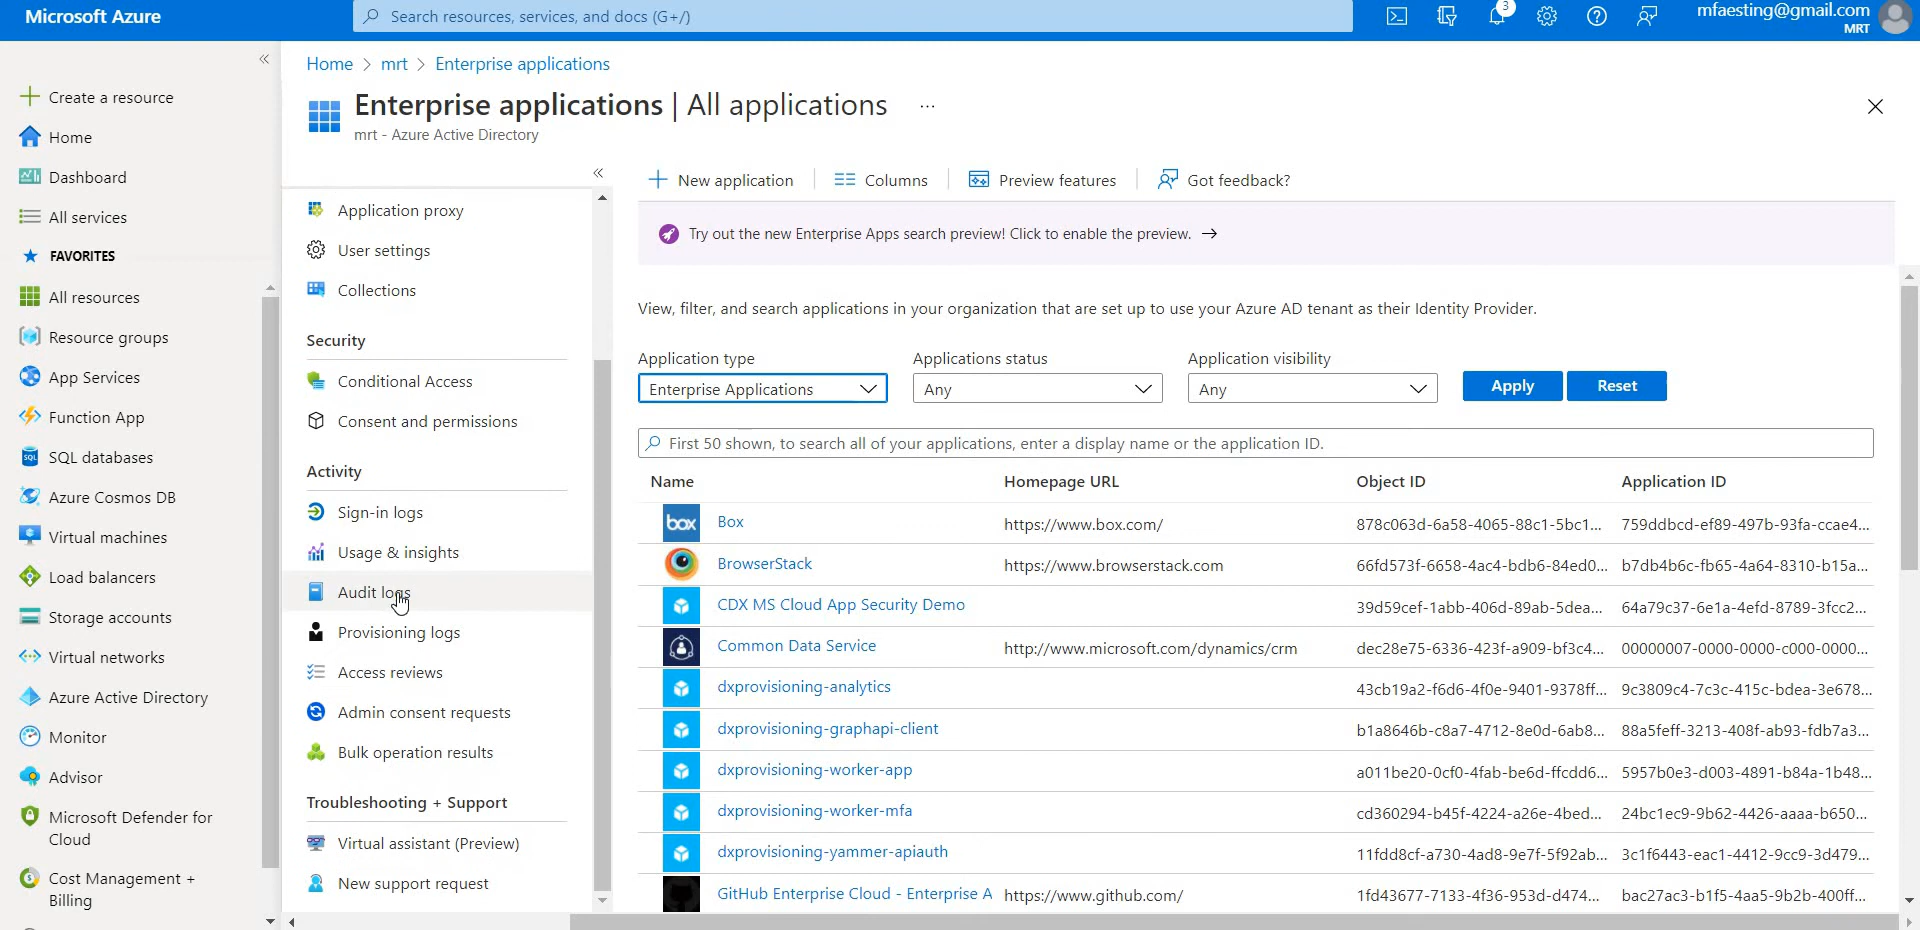 Microsoft Azure
Search resources, services, and docs (G+/)
3
mfaesting@gmail.com
MRT
Create a resource
Home
Dashboard
All services
FAVORITES
All resources
Resource groups
App Services
Function App
SQL databases
Azure Cosmos DB
Virtual machines
Load balancers
Storage accounts
Virtual networks
Azure Active Directory
Monitor
Advisor
Microsoft Defender for
Cloud
Cost Management +
Billing
Home > mrt > Enterprise applications
Enterprise applications | All applications ...
mrt - Azure Active Directory
Application proxy
User settings
Collections
Security
Conditional Access
Consent and permissions
Activity
Sign-in logs
Usage & insights
Audit logs
Provisioning logs
Access reviews
Admin consent requests
Bulk operation results
Troubleshooting + Support
Virtual assistant (Preview)
New support request
New application
Columns
Preview features
Got feedback?
Try out the new Enterprise Apps search preview! Click to enable the preview. →
View, filter, and search applications in your organization that are set up to use your Azure AD tenant as their Identity Provider.
Application type
Applications status
Application visibility
Enterprise Applications
Any
Any
Apply
Reset
First 50 shown, to search all of your applications, enter a display name or the application ID.
Name Homepage URL Object ID Application ID
box Box https://www.box.com/ 878c063d-6a58-4065-88c1-5bc1... 759ddbcd-ef89-497b-93fa-ccae4...
BrowserStack https://www.browserstack.com 66fd573f-6658-4ac4-bdb6-84ed0... b7db4b6c-fb65-4a64-8310-b15a...
CDX MS Cloud App Security Demo 39d59cef-1abb-406d-89ab-5dea... 64a79c37-6e1a-4efd-8789-3fcc2...
Common Data Service http://www.microsoft.com/dynamics/crm dec28e75-6336-423f-a909-bf3c4... 00000007-0000-0000-c000-0000...
dxprovisioning-analytics 43cb19a2-f6d6-4f0e-9401-9378ff... 9c3809c4-7c3c-415c-bdea-3e678...
dxprovisioning-graphapi-client b1a8646b-c8a7-4712-8e0d-6ab8... 88a5feff-3213-408f-ab93-fdb7a3...
dxprovisioning-worker-app a011be20-0cf0-4fab-be6d-ffcdd6... 5957b0e3-d003-4891-b84a-1b48...
dxprovisioning-worker-mfa cd360294-b45f-4224-a26e-4bed... 24bc1ec9-9b62-4426-aaaa-b650...
dxprovisioning-yammer-apiauth 11fdd8cf-a730-4ad8-9e7f-5f92ab... 3c1f6443-eac1-4412-9cc9-3d479...
GitHub Enterprise Cloud - Enterprise A https://www.github.com/ 1fd43677-7133-4f36-953d-d474... bac27ac3-b1f5-4aa5-9b2b-400ff...